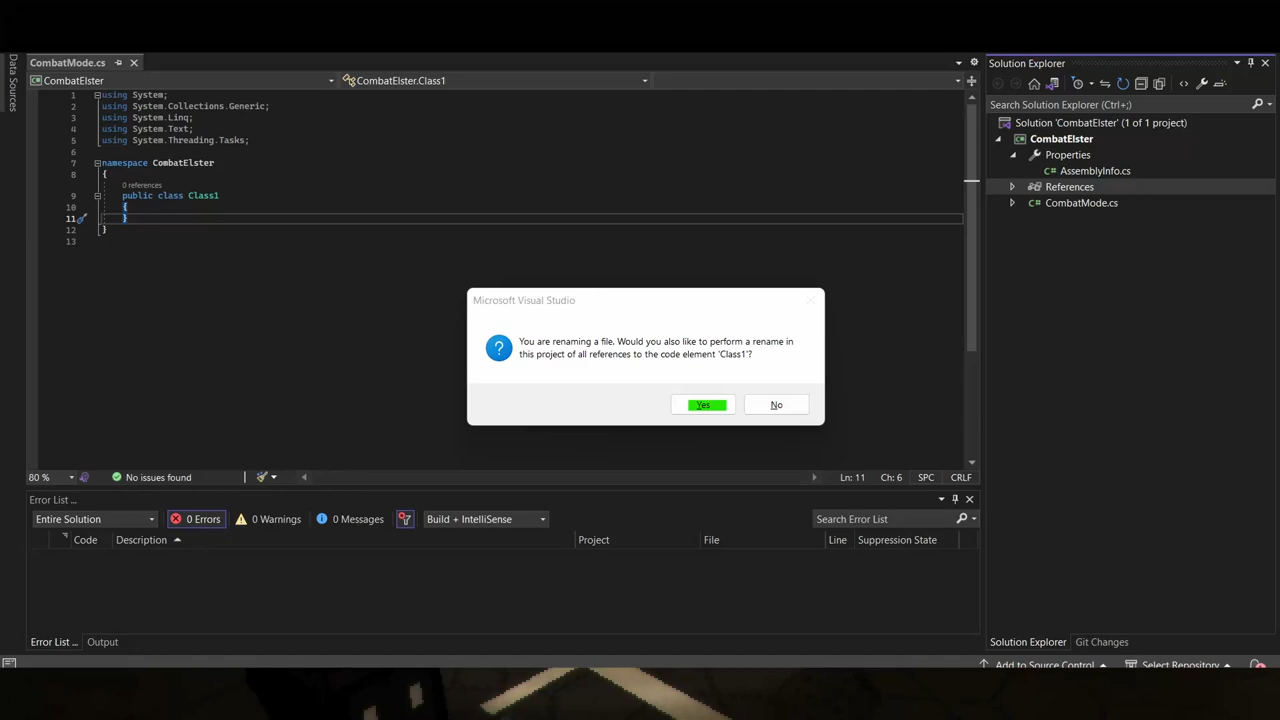 Data Sources
CombatMode.cs
CombatElster
CombatElster.Class1
1 using System;
2 using System.Collections.Generic;
3 using System.Linq;
4 using System.Text;
5 using System.Threading.Tasks;
6
7 namespace CombatElster
8 {
0 references
9 public class Class1
10 {
11 }
12 }
13
Microsoft Visual Studio
?
You are renaming a file. Would you also like to perform a rename in
this project of all references to the code element 'Class1'?
Yes
No
80 %
No issues found
Ln: 11
Ch: 6
SPC
CRLF
Error List ...
Entire Solution
0 Errors
0 Warnings
0 Messages
Build + IntelliSense
Search Error List
Code
Description
Project
File
Line
Suppression State
Error List ...
Output
Solution Explorer
Search Solution Explorer (Ctrl+;)
Solution 'CombatElster' (1 of 1 project)
CombatElster
Properties
AssemblyInfo.cs
References
CombatMode.cs
Solution Explorer
Git Changes
Add to Source Control
Select Repository